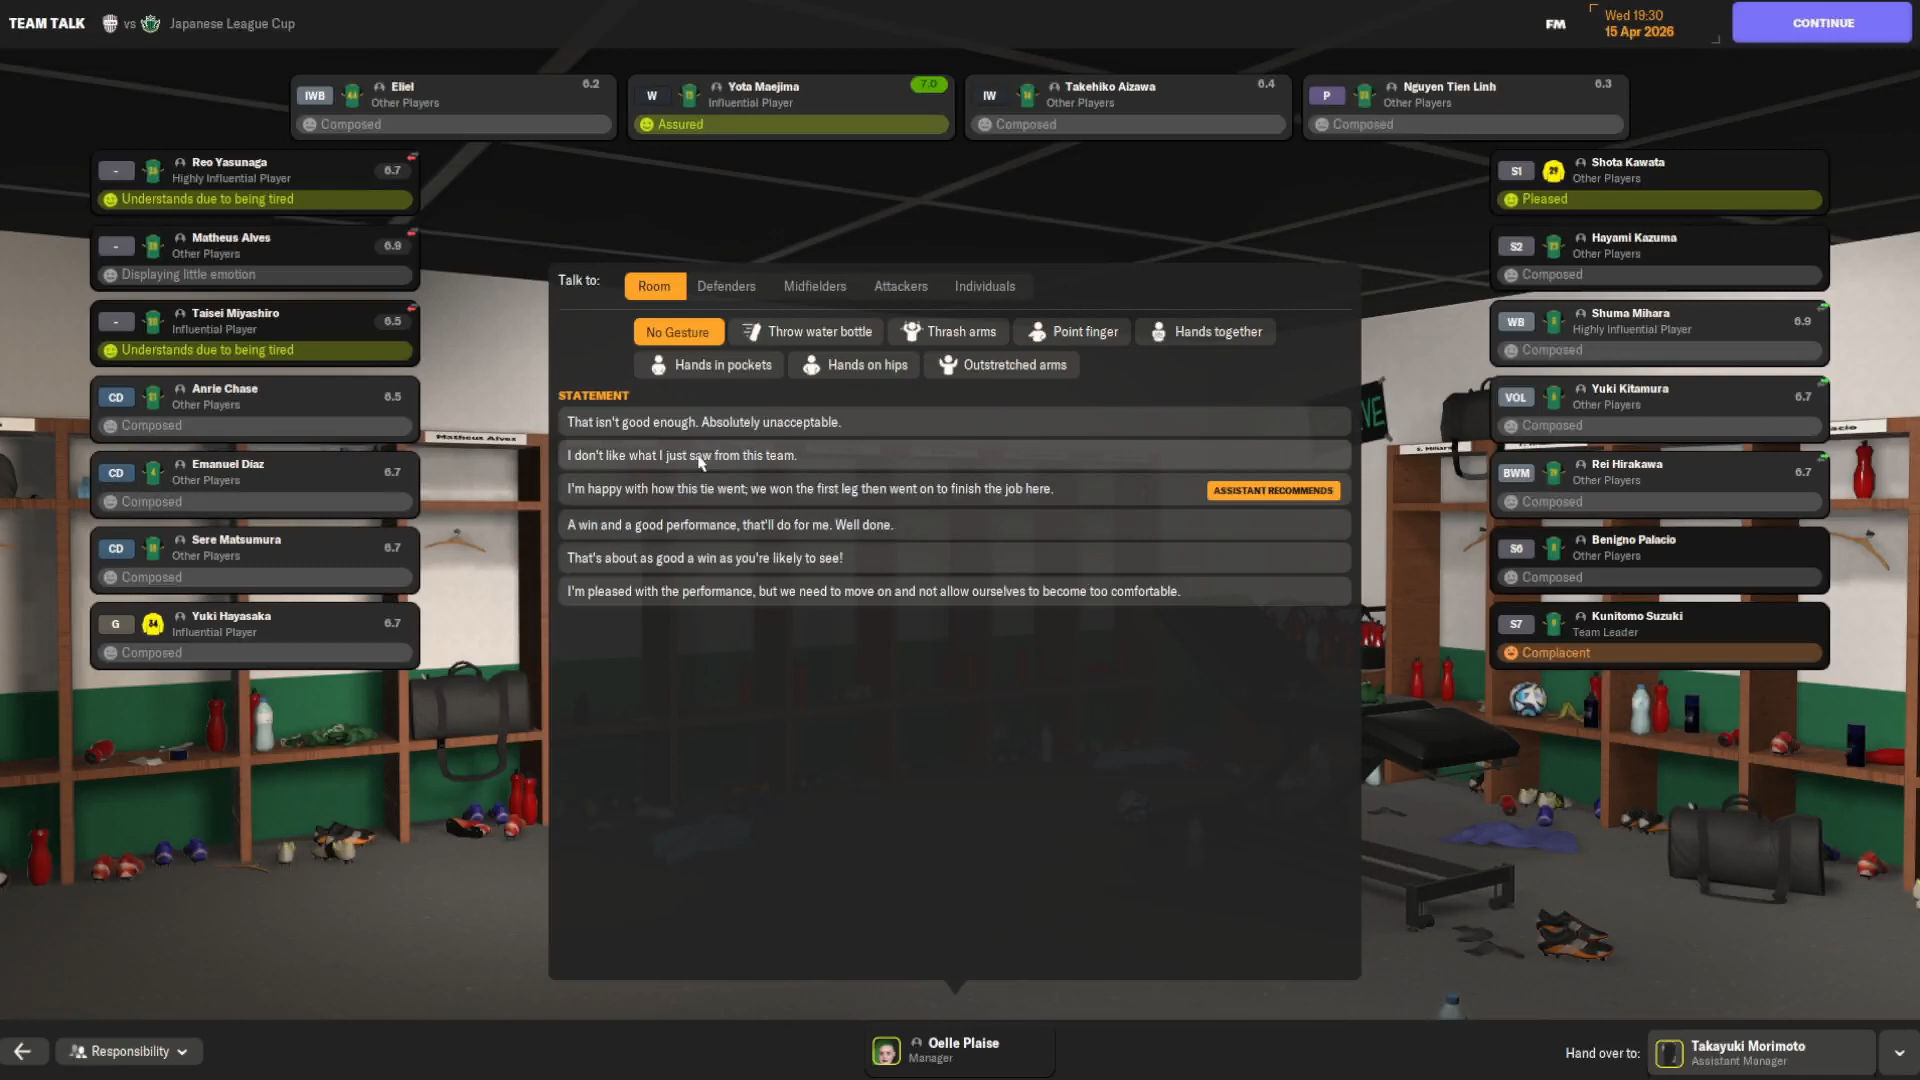 TEAM TALK
vs
Japanese League Cup
FM
Wed 19:30
15 Apr 2026
CONTINUE
IWB
Eliel
Other Players
6.2
Composed
W
Yota Maejima
Influential Player
7.0
Assured
IW
Takehiko Aizawa
Other Players
6.4
Composed
P
Nguyen Tien Linh
Other Players
6.3
Composed
-
Reo Yasunaga
Highly Influential Player
6.7
Understands due to being tired
-
Matheus Alves
Other Players
6.9
Displaying little emotion
-
Taisei Miyashiro
Influential Player
6.5
Understands due to being tired
CD
Anrie Chase
Other Players
6.5
Composed
CD
Emanuel Díaz
Other Players
6.7
Composed
CD
Sere Matsumura
Other Players
6.7
Composed
G
Yuki Hayasaka
Influential Player
6.7
Composed
Talk to:
Room
Defenders
Midfielders
Attackers
Individuals
No Gesture
Throw water bottle
Thrash arms
Point finger
Hands together
Hands in pockets
Hands on hips
Outstretched arms
STATEMENT
That isn't good enough. Absolutely unacceptable.
I don't like what I just saw from this team.
I'm happy with how this tie went; we won the first leg then went on to finish the job here.
ASSISTANT RECOMMENDS
A win and a good performance, that'll do for me. Well done.
That's about as good a win as you're likely to see!
I'm pleased with the performance, but we need to move on and not allow ourselves to become too comfortable.
S1
Shota Kawata
Other Players
Pleased
S2
Hayami Kazuma
Other Players
Composed
WB
Shuma Mihara
Highly Influential Player
6.9
Composed
VOL
Yuki Kitamura
Other Players
6.7
Composed
BWM
Rei Hirakawa
Other Players
6.7
Composed
S6
Benigno Palacio
Other Players
Composed
S7
Kunitomo Suzuki
Team Leader
Complacent
Matheus Alves
Responsibility
Oelle Plaise
Manager
Hand over to:
Takayuki Morimoto
Assistant Manager